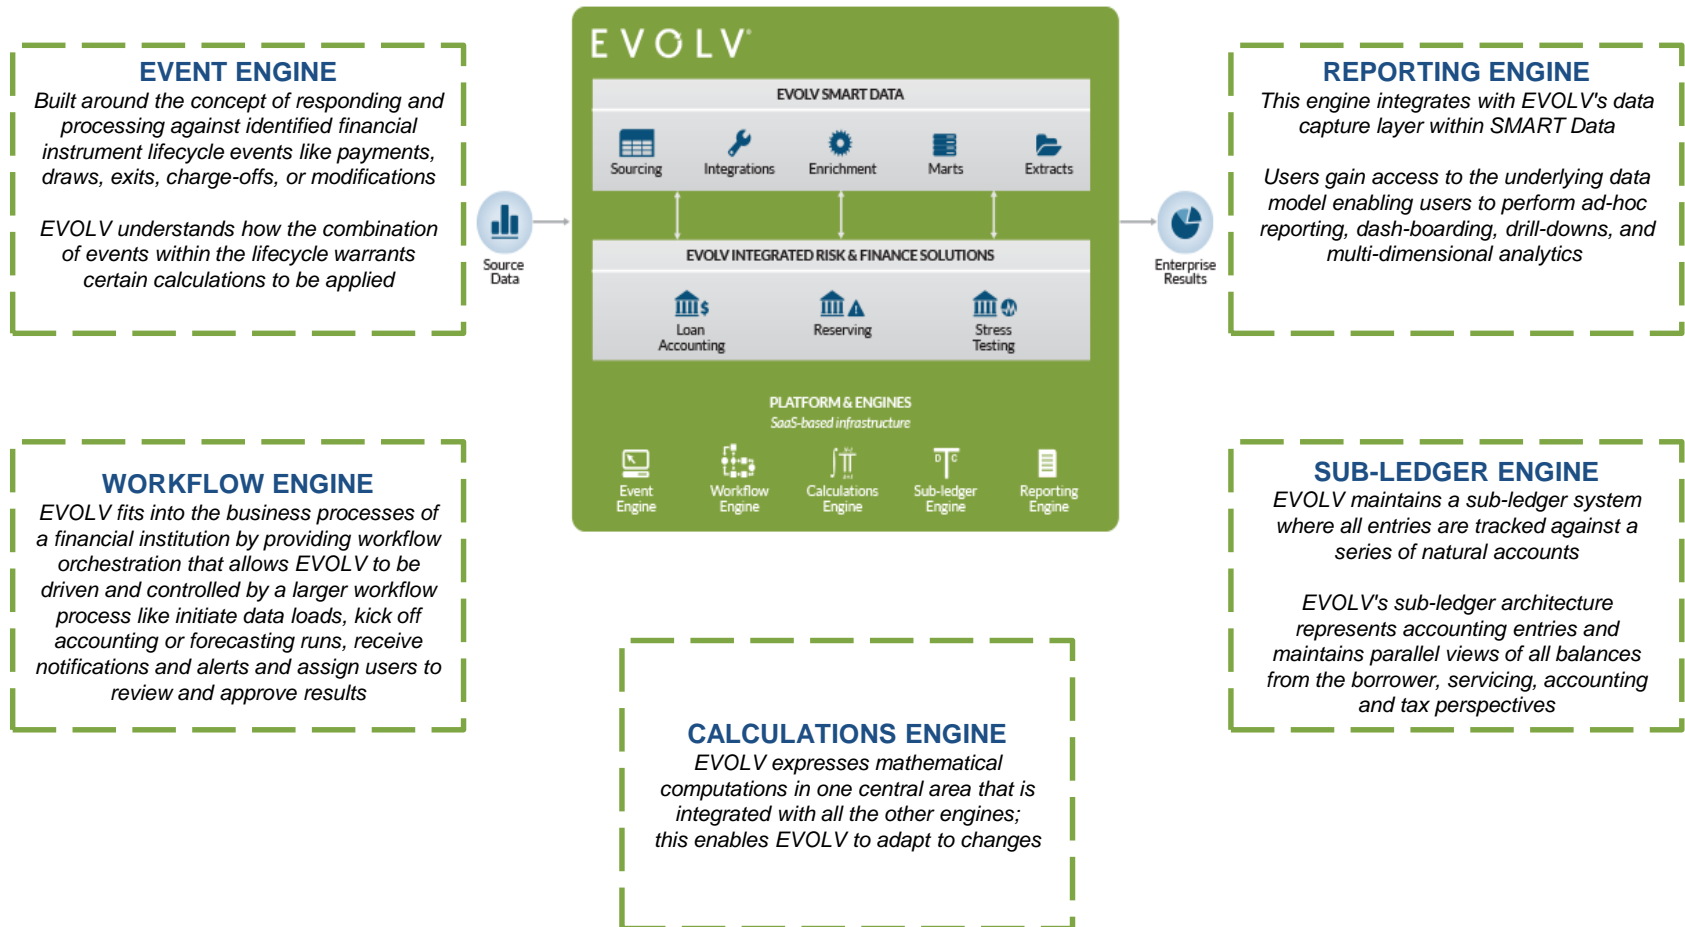 EVENT ENGINE
Built around the concept of responding and
processing against identified financial
instrument lifecycle events like payments,
draws, exits, charge-offs, or modifications
EVOLV understands how the combination
of events within the lifecycle warrants
certain calculations to be applied
WORKFLOW ENGINE
EVOLV fits into the business processes of
a financial institution by providing workflow
orchestration that allows EVOLV to be
driven and controlled by a larger workflow
process like initiate data loads, kick off
accounting or forecasting runs, receive
notifications and alerts and assign users to
review and approve results
Source
Data
EVOLV®
EVOLV SMART DATA
Sourcing
Integrations
Enrichment
Marts
Extracts
EVOLV INTEGRATED RISK & FINANCE SOLUTIONS
$
Loan
Accounting
Reserving
Stress
Testing
PLATFORM & ENGINES
SaaS-based infrastructure
Event
Engine
Workflow
Engine
Calculations
Engine
D C
Sub-ledger
Engine
Reporting
Engine
Enterprise
Results
CALCULATIONS ENGINE
EVOLV expresses mathematical
computations in one central area that is
integrated with all the other engines;
this enables EVOLV to adapt to changes
REPORTING ENGINE
This engine integrates with EVOLV's data
capture layer within SMART Data
Users gain access to the underlying data
model enabling users to perform ad-hoc
reporting, dash-boarding, drill-downs, and
multi-dimensional analytics
SUB-LEDGER ENGINE
EVOLV maintains a sub-ledger system
where all entries are tracked against a
series of natural accounts
EVOLV's sub-ledger architecture
represents accounting entries and
maintains parallel views of all balances
from the borrower, servicing, accounting
and tax perspectives